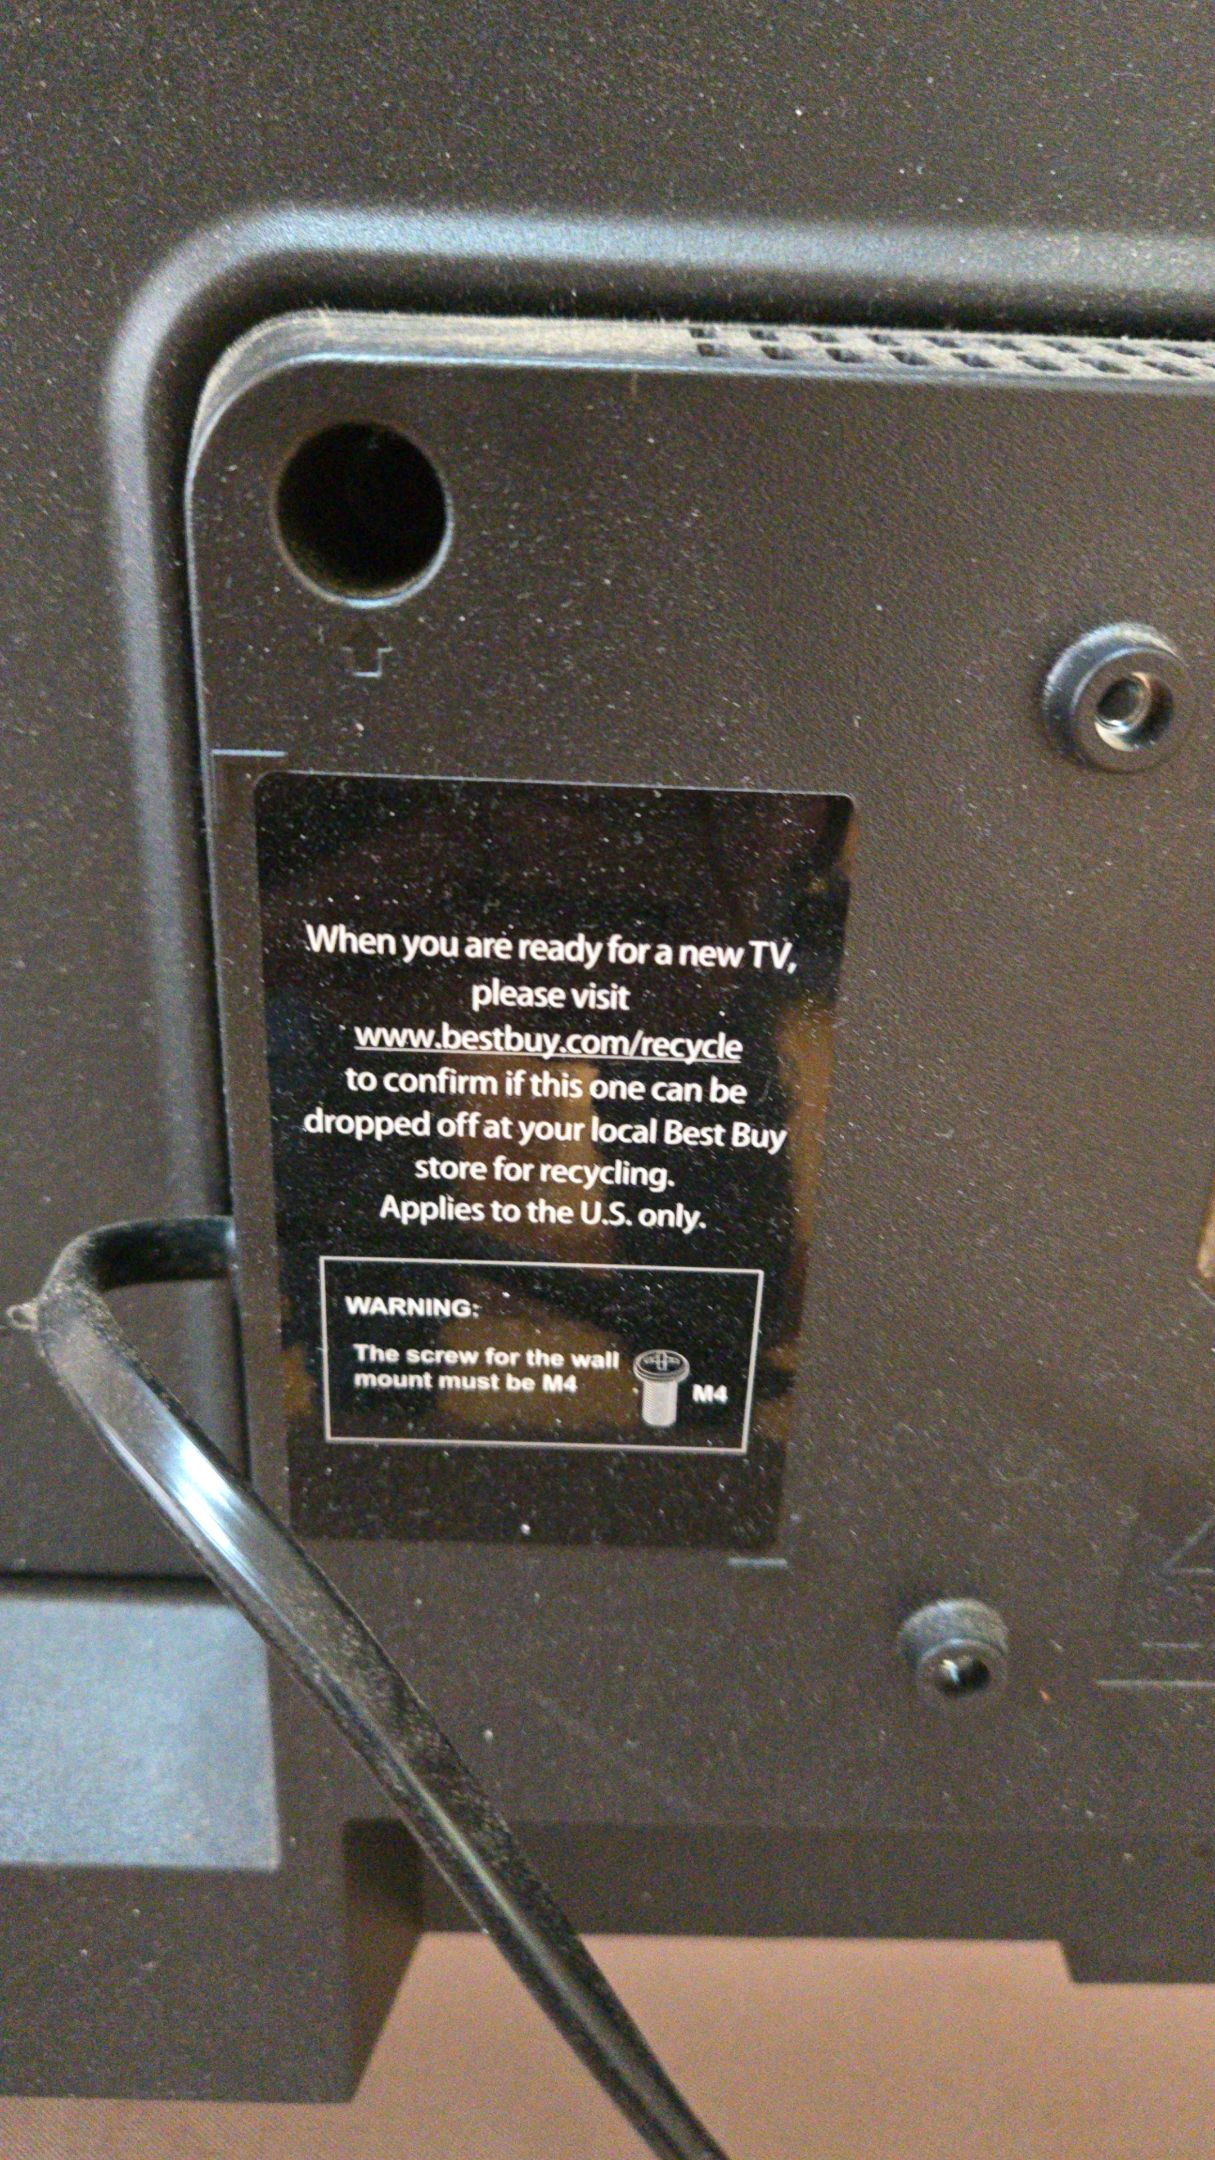 When you are ready for a new TV,
please visit
www.bestbuy.com/recycle
to confirm if this one can be
dropped off at your local Best Buy
store for recycling.
Applies to the U.S. only.
WARNING:
The screw for the wall
mount must be M4
M4